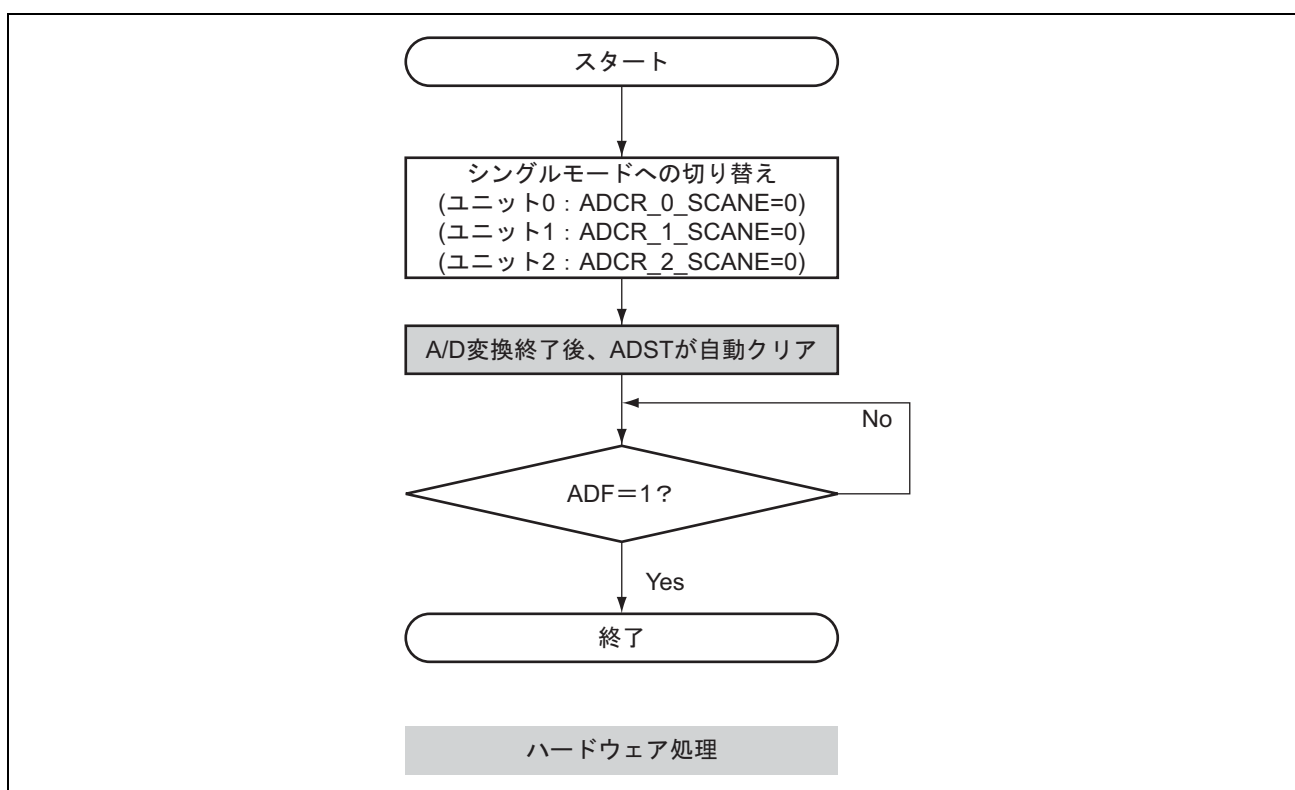 スタート
シングルモードへの切り替え
(ユニット0：ADCR_0_SCANE=0)
(ユニット1：ADCR_1_SCANE=0)
(ユニット2：ADCR_2_SCANE=0)
A/D変換終了後、ADSTが自動クリア
No
ADF＝1？
Yes
終了
ハードウェア処理